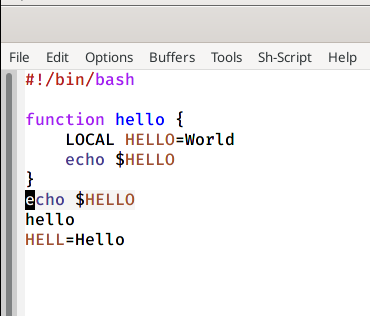 File Edit Options Buffers Tools Sh-Script Help
#!/bin/bash
function hello {
    LOCAL HELLO=World
    echo $HELLO
}
echo $HELLO
hello
HELL=Hello